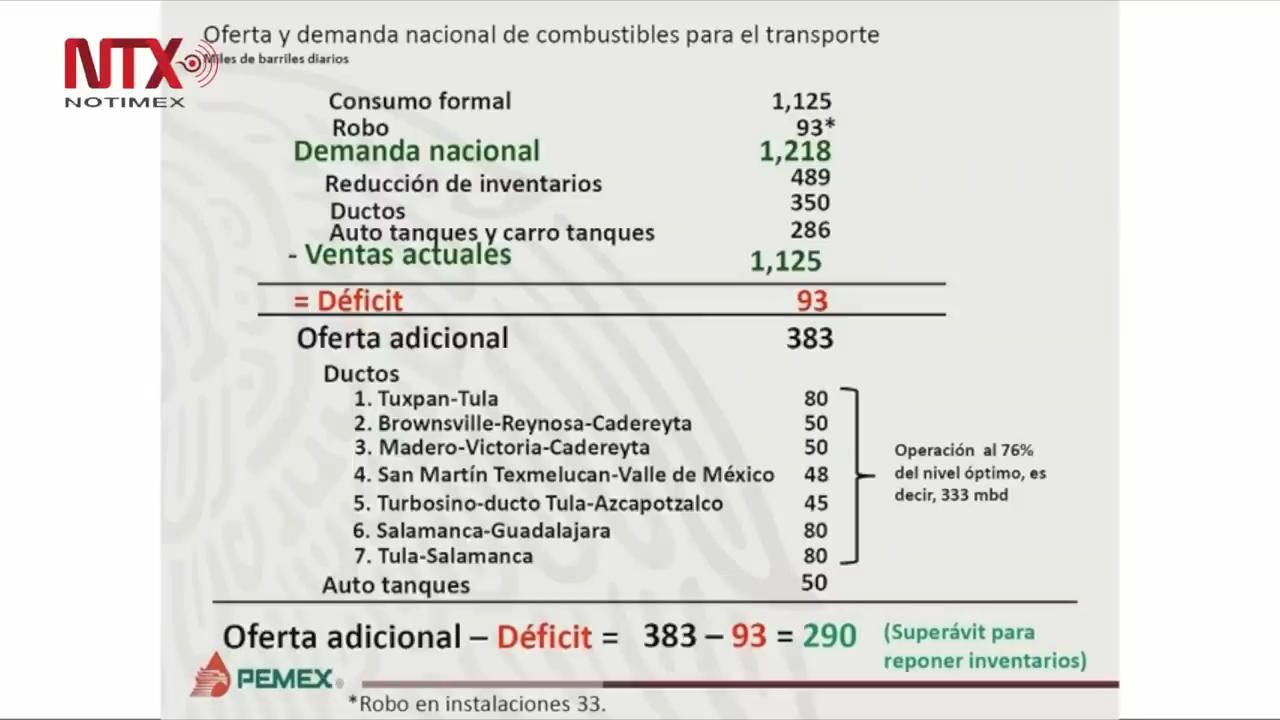 NTX
NOTIMEX
Oferta y demanda nacional de combustibles para el transporte
Miles de barriles diarios
Consumo formal 1,125
Robo 93*
Demanda nacional 1,218
Reducción de inventarios 489
Ductos 350
Auto tanques y carro tanques 286
- Ventas actuales 1,125
= Déficit 93
Oferta adicional 383
Ductos
1. Tuxpan-Tula 80
2. Brownsville-Reynosa-Cadereyta 50
3. Madero-Victoria-Cadereyta 50
4. San Martín Texmelucan-Valle de México 48
5. Turbosino-ducto Tula-Azcapotzalco 45
6. Salamanca-Guadalajara 80
7. Tula-Salamanca 80
Operación al 76%
del nivel óptimo, es
decir, 333 mbd
Auto tanques 50
Oferta adicional – Déficit = 383 – 93 = 290
(Superávit para
reponer inventarios)
PEMEX®
*Robo en instalaciones 33.